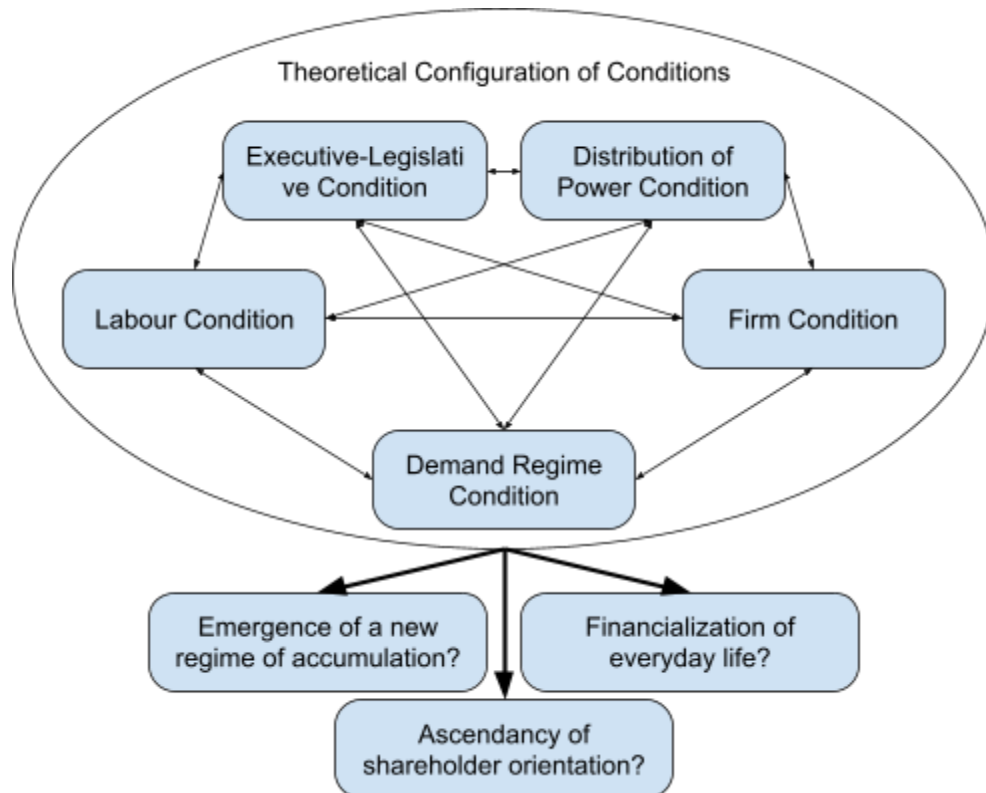 Theoretical Configuration of Conditions
Executive-Legislati
ve Condition
Distribution of
Power Condition
Labour Condition
Firm Condition
Demand Regime
Condition
Emergence of a new
regime of accumulation?
Financialization of
everyday life?
Ascendancy of
shareholder orientation?